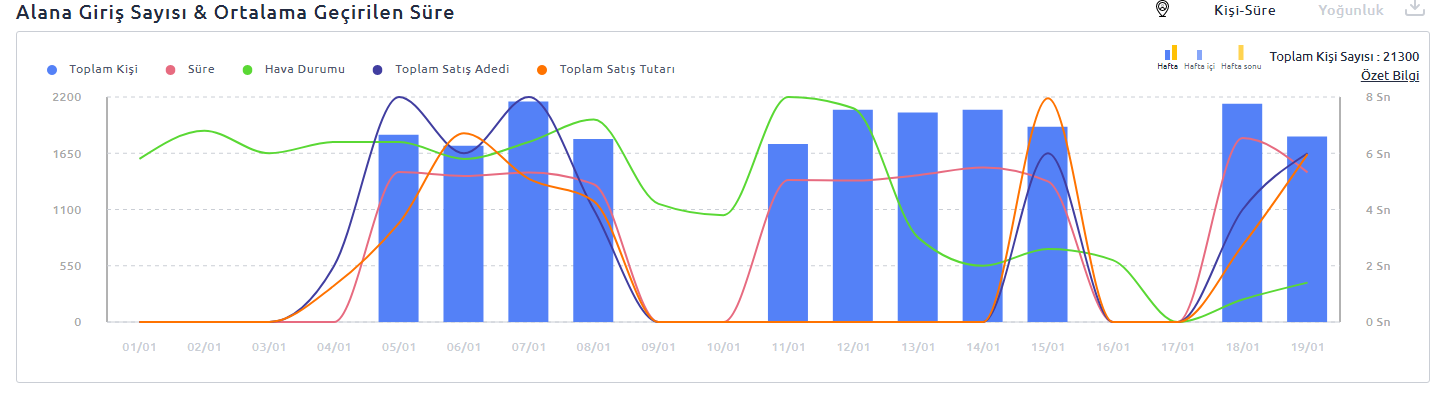 Alana Giriş Sayısı & Ortalama Geçirilen Süre
Kişi-Süre
Yoğunluk
Toplam Kişi
Süre
Hava Durumu
Toplam Satış Adedi
Toplam Satış Tutarı
Hafta
Hafta içi
Hafta sonu
Toplam Kişi Sayısı : 21300
Özet Bilgi
2200
1650
1100
550
0
8 Sn
6 Sn
4 Sn
2 Sn
0 Sn
01/01 02/01 03/01 04/01 05/01 06/01 07/01 08/01 09/01 10/01 11/01 12/01 13/01 14/01 15/01 16/01 17/01 18/01 19/01